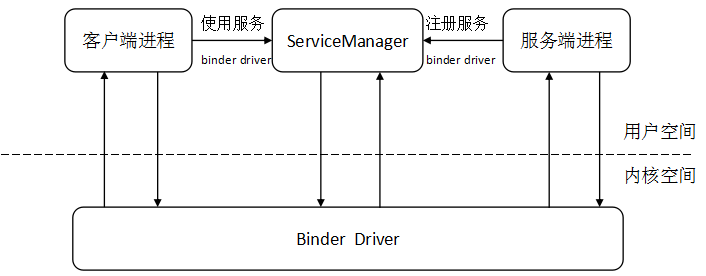 使用服务
注册服务
客户端进程
ServiceManager
服务端进程
binder driver
binder driver
用户空间
内核空间
Binder Driver